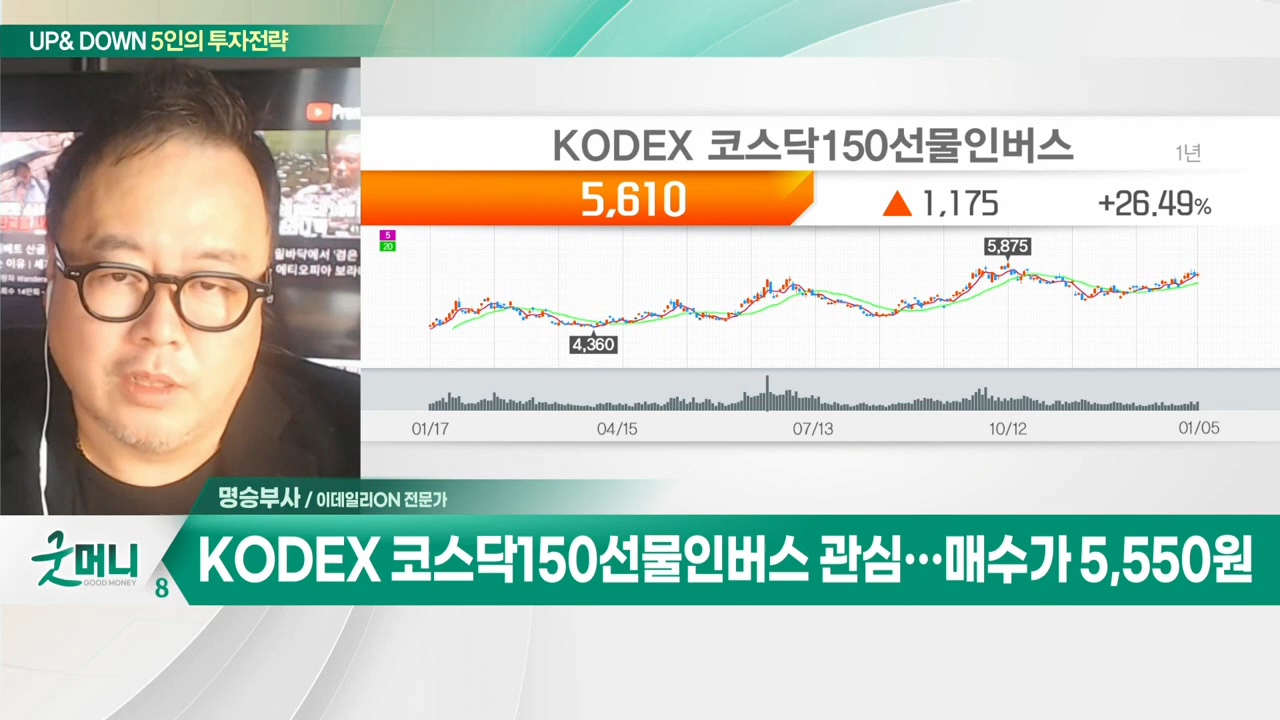 UP& DOWN 5인의 투자전략
KODEX 코스닥150선물인버스
1년
5,610
▲ 1,175
+26.49%
5
20
5,875
4,360
01/17
04/15
07/13
10/12
01/05
명승부사 / 이데일리ON 전문가
굿머니
GOOD MONEY
8
KODEX 코스닥150선물인버스 관심…매수가 5,550원